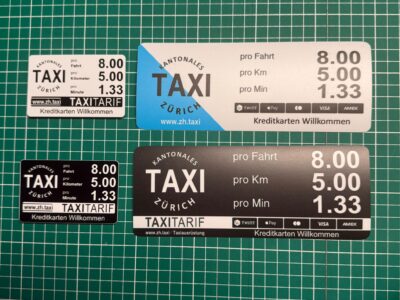 KANTONALES
TAXI
ZÜRICH
pro Fahrt 8.00
pro Kilometer 5.00
pro Minute 1.33
www.zh.taxi TAXITARIF
Kreditkarten Willkommen
KANTONALES
TAXI
ZÜRICH
www.zh.taxi
pro Fahrt 8.00
pro Km 5.00
pro Min 1.33
TWINT Pay VISA AMEX
Kreditkarten Willkommen
KANTONALES
TAXI
ZÜRICH
pro Fahrt 8.00
pro Kilometer 5.00
pro Minute 1.33
www.zh.taxi TAXITARIF
Kreditkarten Willkommen
KANTONALES
TAXI
ZÜRICH
TAXITARIF
www.zh.taxi Taxiausrüstung
pro Fahrt 8.00
pro Km 5.00
pro Min 1.33
TWINT Pay VISA AMEX
Kreditkarten Willkommen